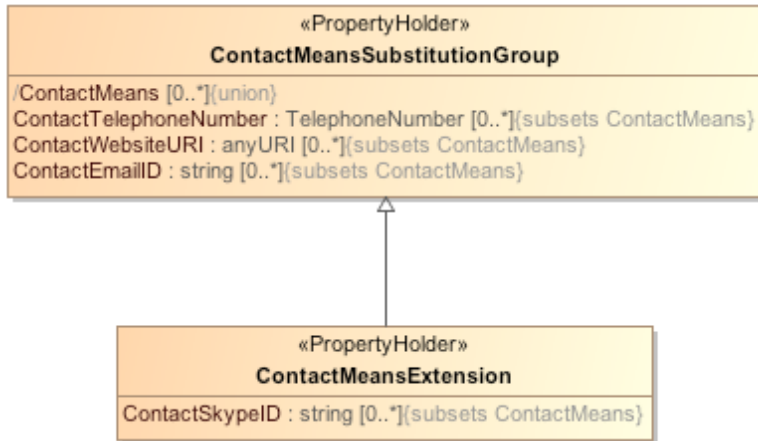 «PropertyHolder»
ContactMeansSubstitutionGroup
/ContactMeans [0..*]{union}
ContactTelephoneNumber : TelephoneNumber [0..*]{subsets ContactMeans}
ContactWebsiteURI : anyURI [0..*]{subsets ContactMeans}
ContactEmailID : string [0..*]{subsets ContactMeans}
«PropertyHolder»
ContactMeansExtension
ContactSkypeID : string [0..*]{subsets ContactMeans}